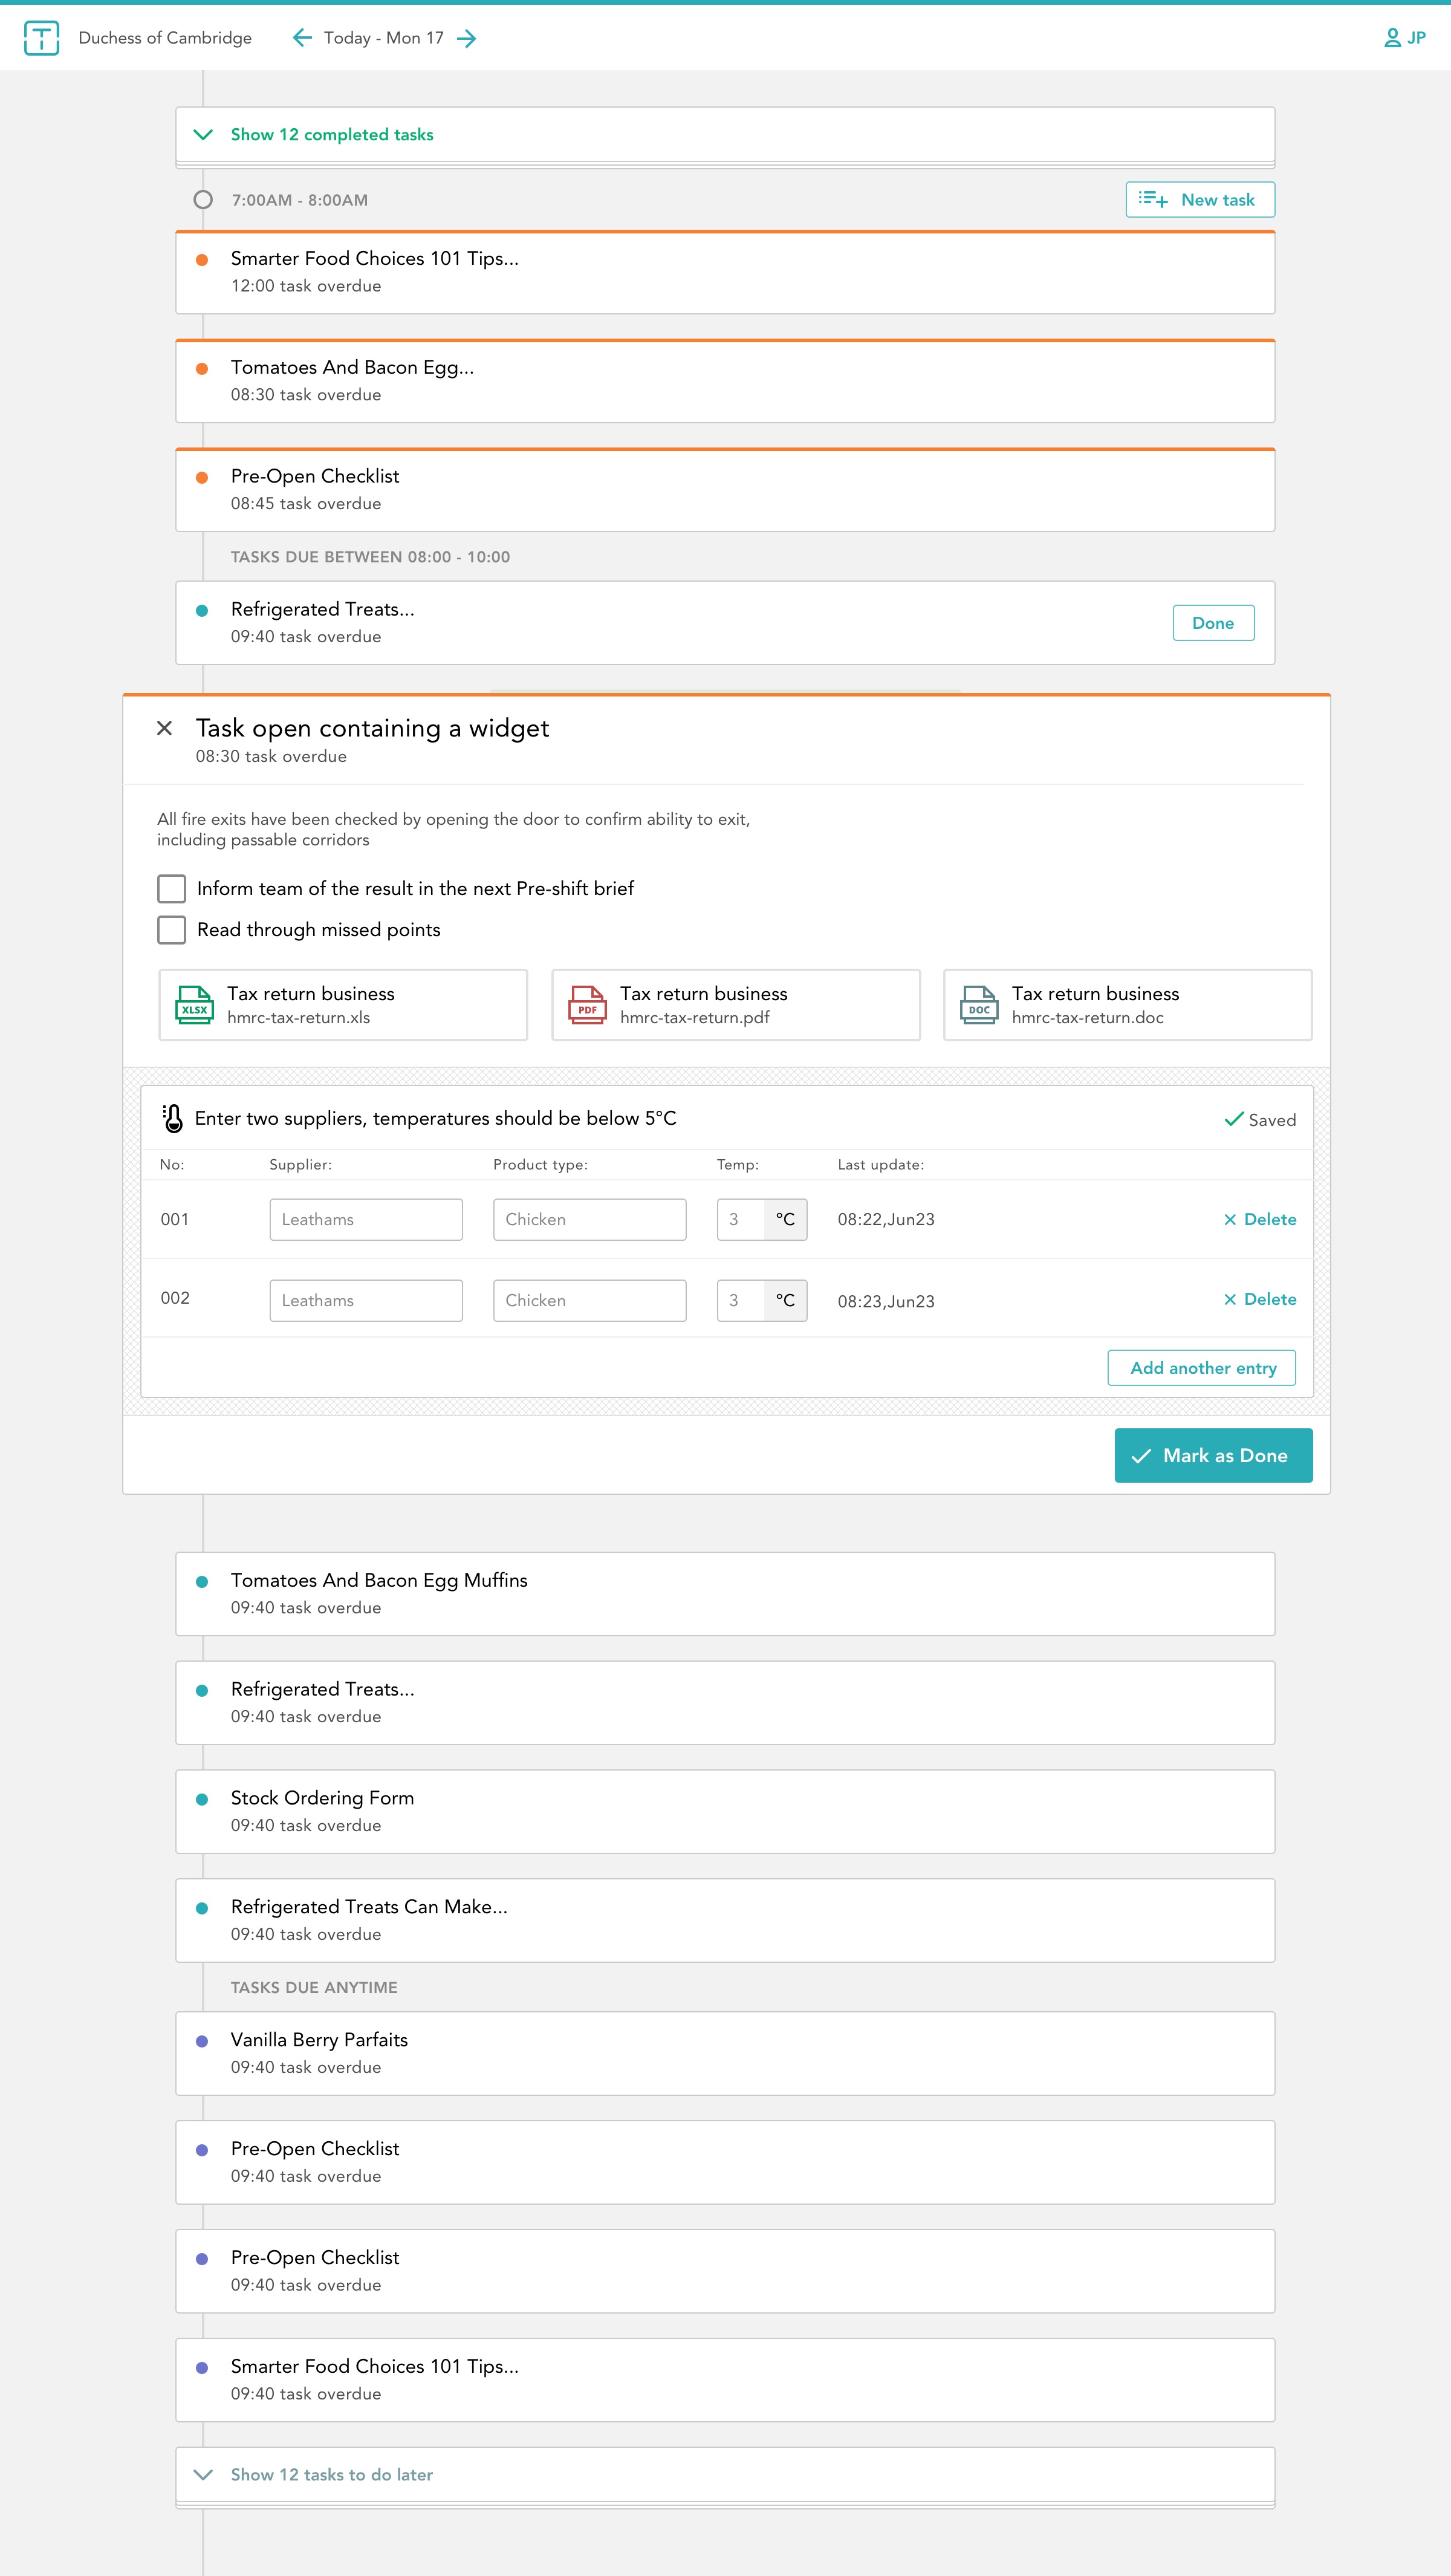 Duchess of Cambridge
Today - Mon 17
JP
Show 12 completed tasks
7:00AM - 8:00AM
New task
Smarter Food Choices 101 Tips...
12:00 task overdue
Tomatoes And Bacon Egg...
08:30 task overdue
Pre-Open Checklist
08:45 task overdue
TASKS DUE BETWEEN 08:00 - 10:00
Refrigerated Treats...
09:40 task overdue
Done
Task open containing a widget
08:30 task overdue
All fire exits have been checked by opening the door to confirm ability to exit,
including passable corridors
Inform team of the result in the next Pre-shift brief
Read through missed points
XLSX
Tax return business
hmrc-tax-return.xls
PDF
Tax return business
hmrc-tax-return.pdf
DOC
Tax return business
hmrc-tax-return.doc
Enter two suppliers, temperatures should be below 5°C
Saved
No: Supplier: Product type: Temp: Last update:
001 Leathams Chicken 3 °C 08:22,Jun23 Delete
002 Leathams Chicken 3 °C 08:23,Jun23 Delete
Add another entry
Mark as Done
Tomatoes And Bacon Egg Muffins
09:40 task overdue
Refrigerated Treats...
09:40 task overdue
Stock Ordering Form
09:40 task overdue
Refrigerated Treats Can Make...
09:40 task overdue
TASKS DUE ANYTIME
Vanilla Berry Parfaits
09:40 task overdue
Pre-Open Checklist
09:40 task overdue
Pre-Open Checklist
09:40 task overdue
Smarter Food Choices 101 Tips...
09:40 task overdue
Show 12 tasks to do later